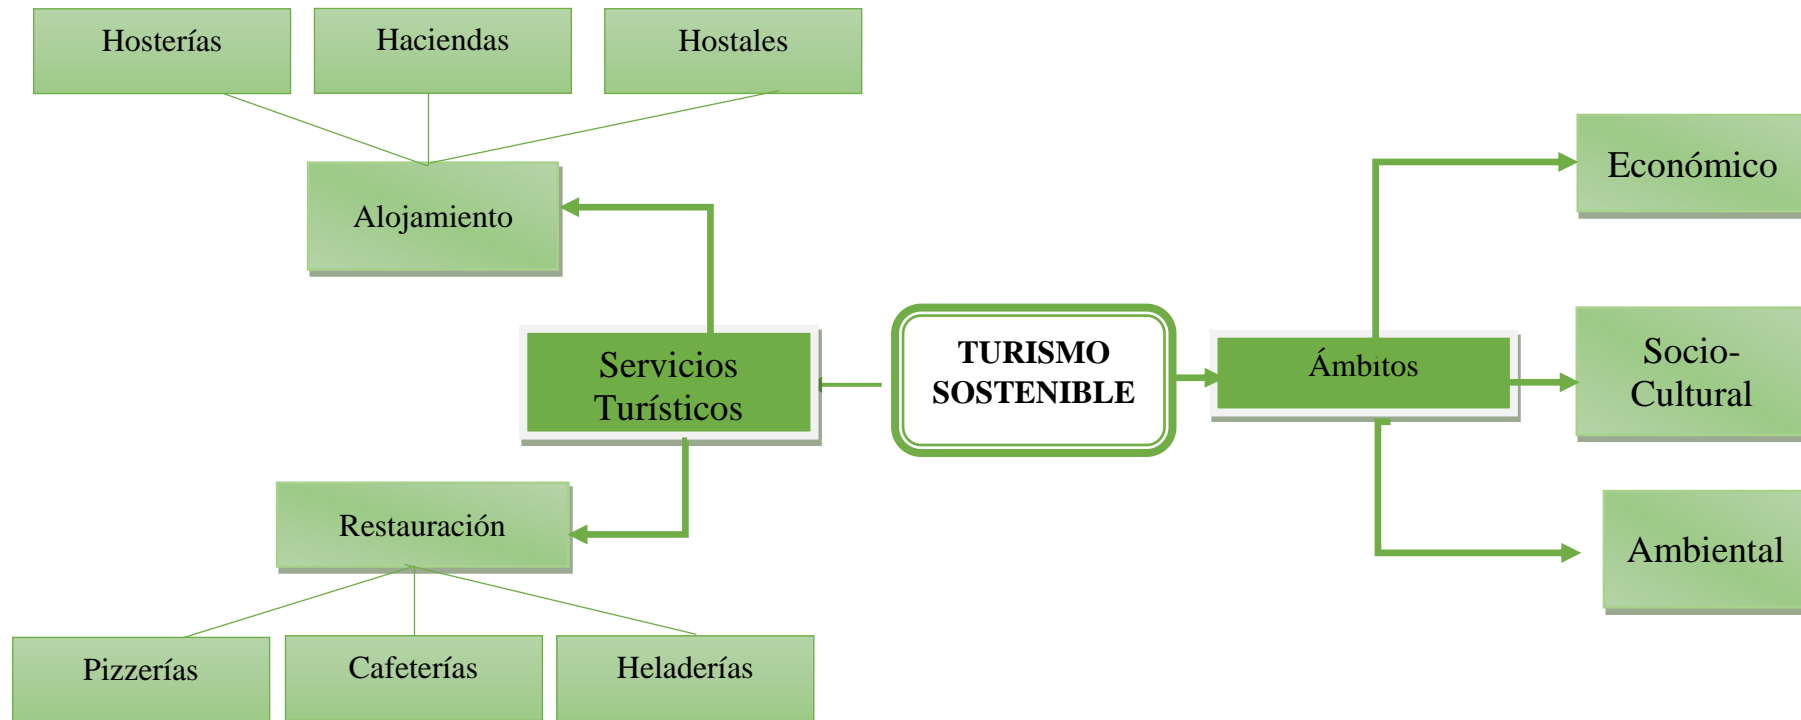 Hosterías
Haciendas
Hostales
Alojamiento
Económico
Servicios
Turísticos
TURISMO
SOSTENIBLE
Ámbitos
Socio-
Cultural
Restauración
Ambiental
Pizzerías
Cafeterías
Heladerías